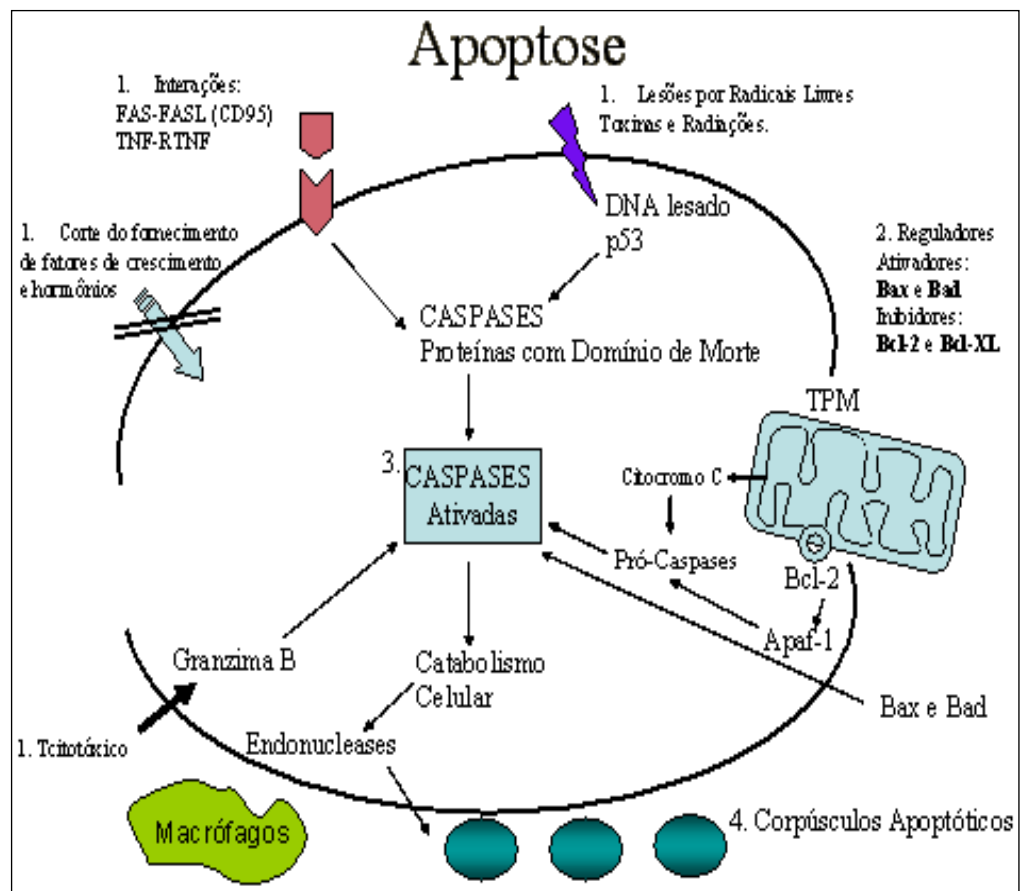 Apoptose
1. Interações:
FAS-FASL (CD95)
TNF-RTNF
1. Lesões por Radicais Livres
Toxinas e Radiações.
DNA lesado
p53
1. Corte do fornecimento
de fatores de crescimento
e hormônios
2. Reguladores
Ativadores:
Bax e Bad
Inibidores:
Bcl-2 e Bcl-XL
CASPASES
Proteínas com Domínio de Morte
TPM
3.
CASPASES
Ativadas
Citocromo C
Pró-Caspases
Bcl-2
Apaf-1
Granzima B
Catabolismo
Celular
Bax e Bad
1. Tcitotóxico
Endonucleases
Macrófagos
4. Corpúsculos Apoptóticos